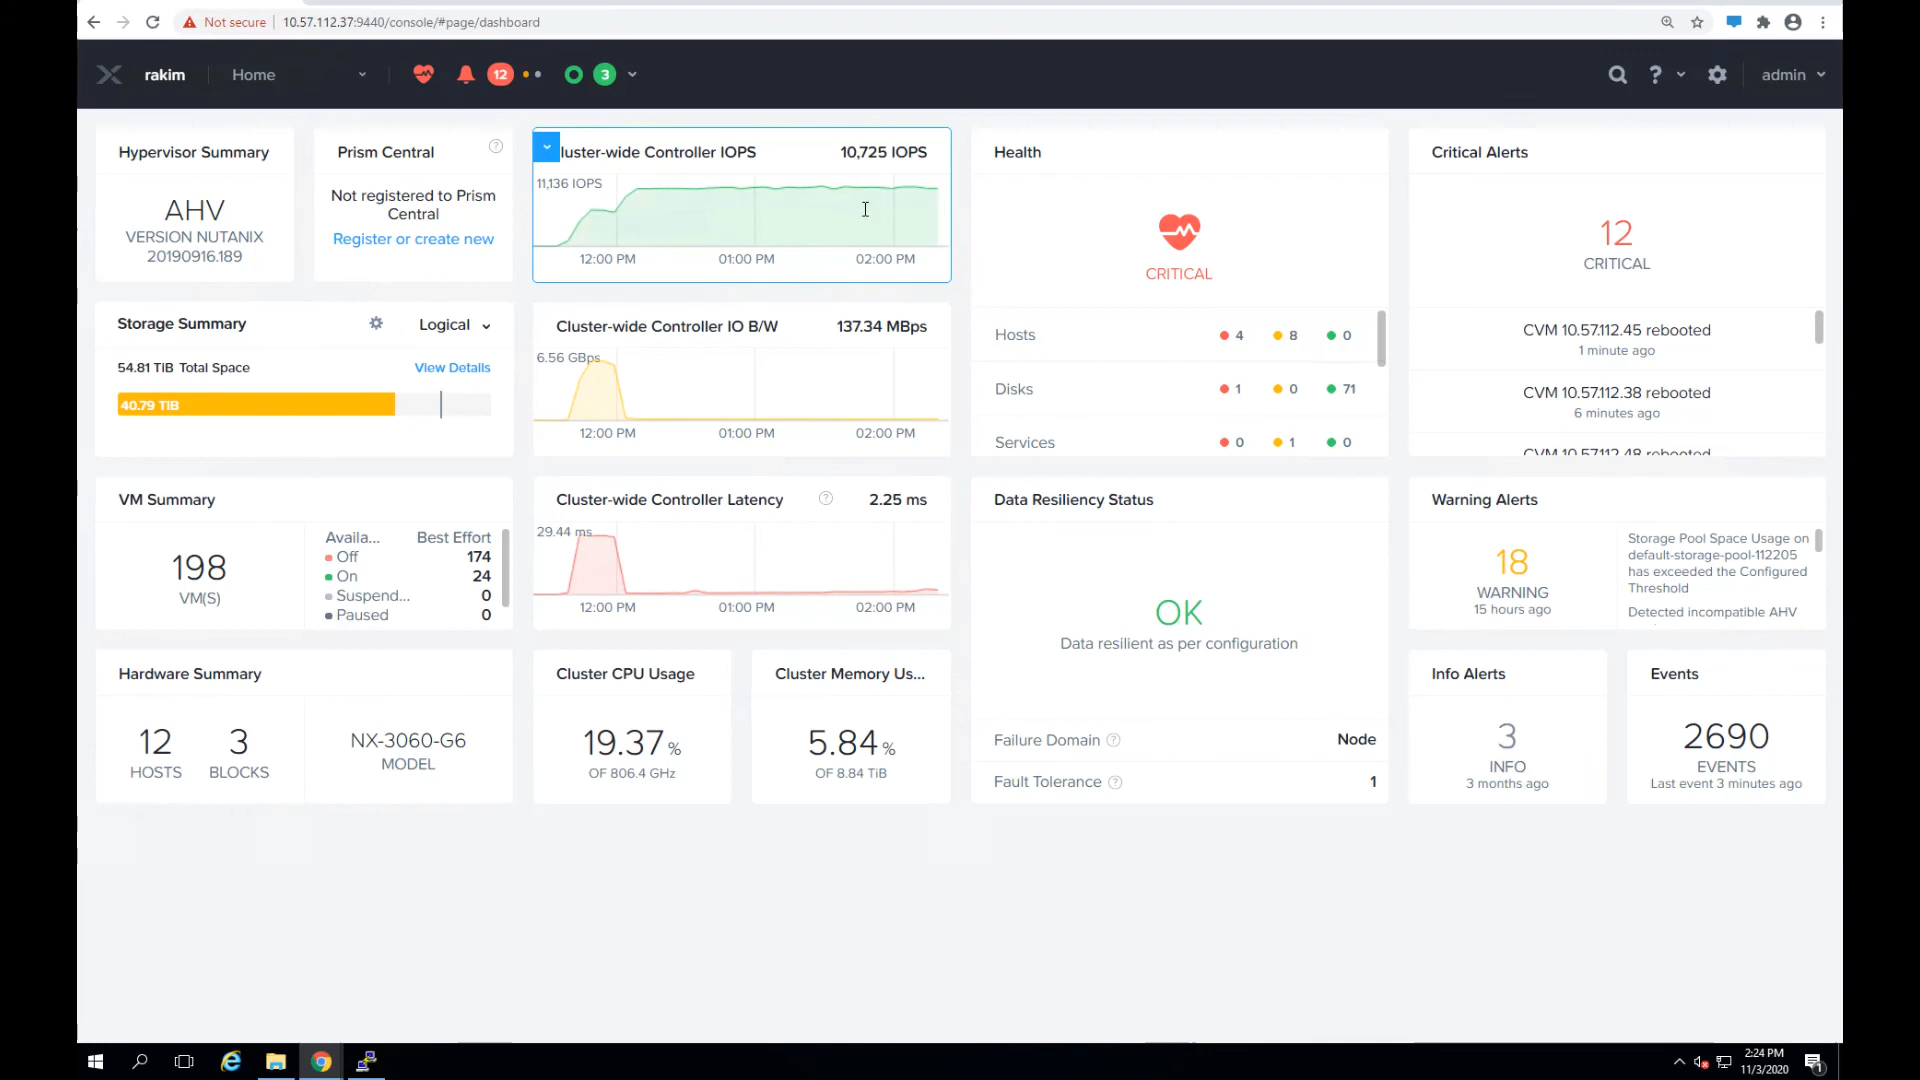 Not secure
10.57.112.37:9440/console/#page/dashboard
rakim
Home
12
3
?
admin
Hypervisor Summary
AHV
VERSION NUTANIX
20190916.189
Prism Central
?
Not registered to Prism
Central
Register or create new
luster-wide Controller IOPS
10,725 IOPS
11,136 IOPS
12:00 PM
01:00 PM
02:00 PM
Health
CRITICAL
Hosts
4
8
0
Disks
1
0
71
Services
0
1
0
Critical Alerts
12
CRITICAL
CVM 10.57.112.45 rebooted
1 minute ago
CVM 10.57.112.38 rebooted
6 minutes ago
CVM 10.57.112.48 rebooted
Storage Summary
Logical
54.81 TiB Total Space
View Details
40.79 TiB
Cluster-wide Controller IO B/W
137.34 MBps
6.56 GBps
12:00 PM
01:00 PM
02:00 PM
VM Summary
198
VM(S)
Availa...
Best Effort
Off
174
On
24
Suspend...
0
Paused
0
Cluster-wide Controller Latency
?
2.25 ms
29.44 ms
12:00 PM
01:00 PM
02:00 PM
Data Resiliency Status
OK
Data resilient as per configuration
Failure Domain
?
Node
Fault Tolerance
?
1
Warning Alerts
18
WARNING
15 hours ago
Storage Pool Space Usage on
default-storage-pool-112205
has exceeded the Configured
Threshold
Detected incompatible AHV
Hardware Summary
12
HOSTS
3
BLOCKS
NX-3060-G6
MODEL
Cluster CPU Usage
19.37 %
OF 806.4 GHz
Cluster Memory Us...
5.84 %
OF 8.84 TiB
Info Alerts
3
INFO
3 months ago
Events
2690
EVENTS
Last event 3 minutes ago
2:24 PM
11/3/2020
1